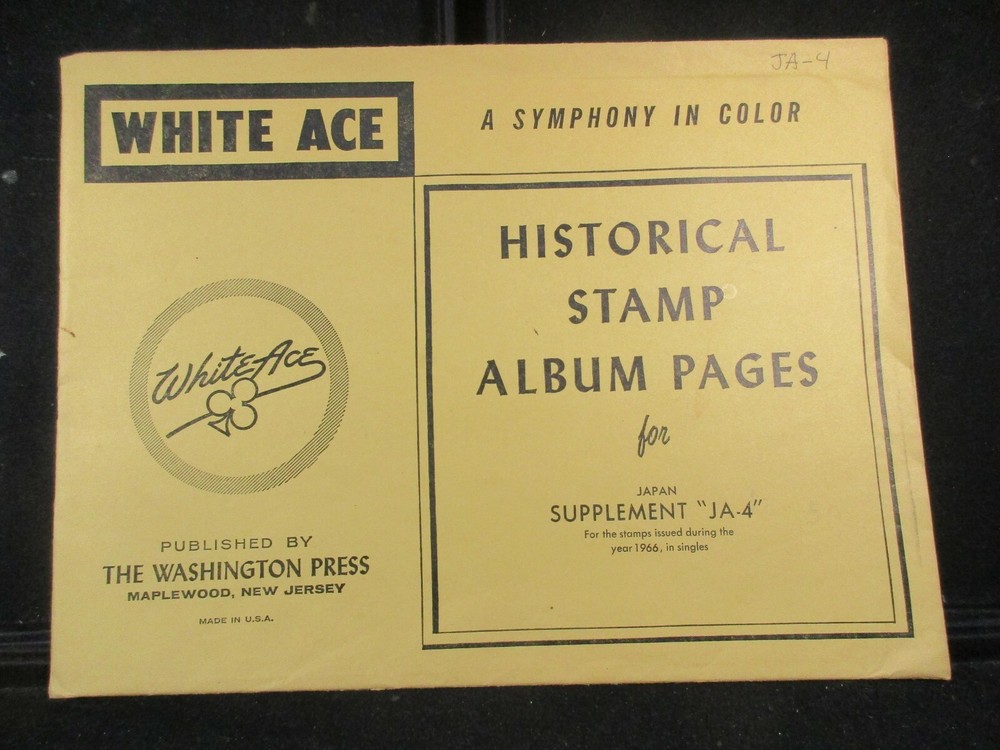 JA-4
WHITE ACE
A SYMPHONY IN COLOR
HISTORICAL
STAMP
ALBUM PAGES
for
JAPAN
SUPPLEMENT "JA-4"
For the stamps issued during the
year 1966, in singles
White Ace
PUBLISHED BY
THE WASHINGTON PRESS
MAPLEWOOD, NEW JERSEY
MADE IN U.S.A.